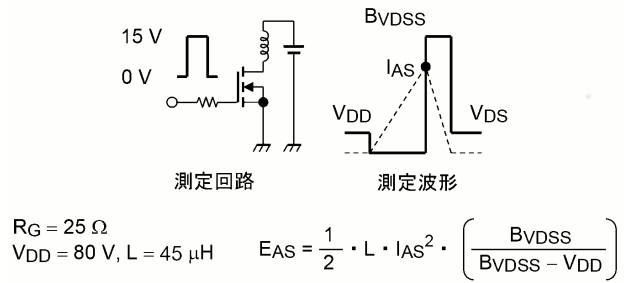 15 V
0 V
測定回路
BVDSS
IAS
VDD
VDS
測定波形
RG = 25 Ω
VDD = 80 V, L = 45 μH
EAS = 1/2 · L · IAS² · (BVDSS / (BVDSS − VDD))